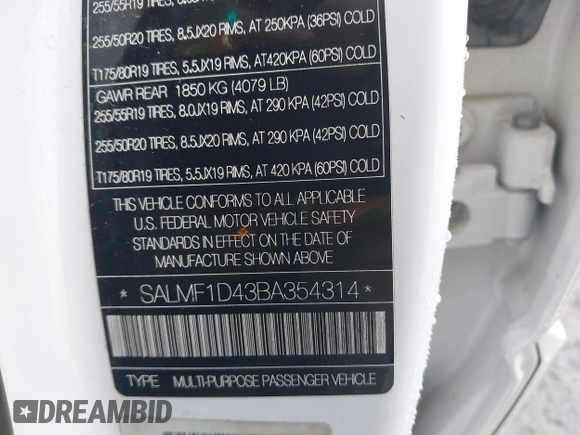 255/55R19
255/50R20 TIRES, 8.5JX20 RIMS, AT 250KPA (36PSI) COLD
T175/80R19 TIRES, 5.5JX19 RIMS, AT420KPA (60PSI) COLD
GAWR REAR 1850 KG (4079 LB)
255/55R19 TIRES, 8.0JX19 RIMS, AT 290 KPA (42PSI) COLD
255/50R20 TIRES, 8.5JX20 RIMS, AT 290 KPA (42PSI) COLD
T175/80R19 TIRES, 5.5JX19 RIMS, AT 420 KPA (60PSI) COLD
THIS VEHICLE CONFORMS TO ALL APPLICABLE
U.S. FEDERAL MOTOR VEHICLE SAFETY
STANDARDS IN EFFECT ON THE DATE OF
MANUFACTURE SHOWN ABOVE
* SALMF1D43BA354314 *
TYPE MULTI-PURPOSE PASSENGER VEHICLE
DREAMBID